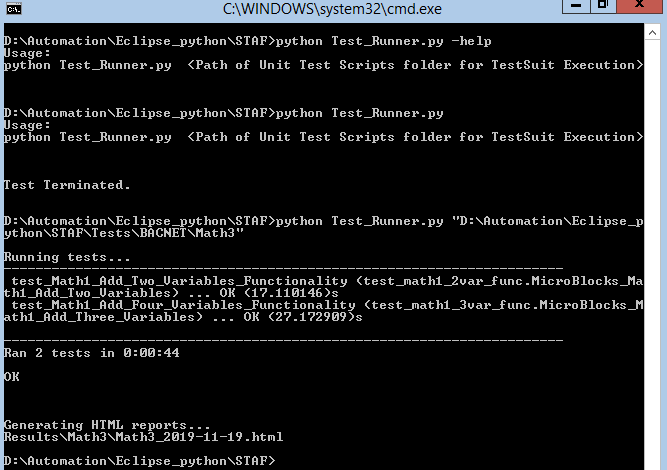 C:\WINDOWS\system32\cmd.exe
D:\Automation\Eclipse_python\STAF>python Test_Runner.py -help
Usage:
python Test_Runner.py  <Path of Unit Test Scripts folder for TestSuit Execution>
D:\Automation\Eclipse_python\STAF>python Test_Runner.py
Usage:
python Test_Runner.py  <Path of Unit Test Scripts folder for TestSuit Execution>
Test Terminated.
D:\Automation\Eclipse_python\STAF>python Test_Runner.py "D:\Automation\Eclipse_p
ython\STAF\Tests\BACNET\Math3"
Running tests...
----------------------------------------------------------------------
 test_Math1_Add_Two_Variables_Functionality (test_math1_2var_func.MicroBlocks_Ma
th1_Add_Two_Variables) ... OK (17.110146)s
 test_Math1_Add_Four_Variables_Functionality (test_math1_3var_func.MicroBlocks_M
ath1_Add_Three_Variables) ... OK (27.172909)s
----------------------------------------------------------------------
Ran 2 tests in 0:00:44
OK
Generating HTML reports...
Results\Math3\Math3_2019-11-19.html
D:\Automation\Eclipse_python\STAF>